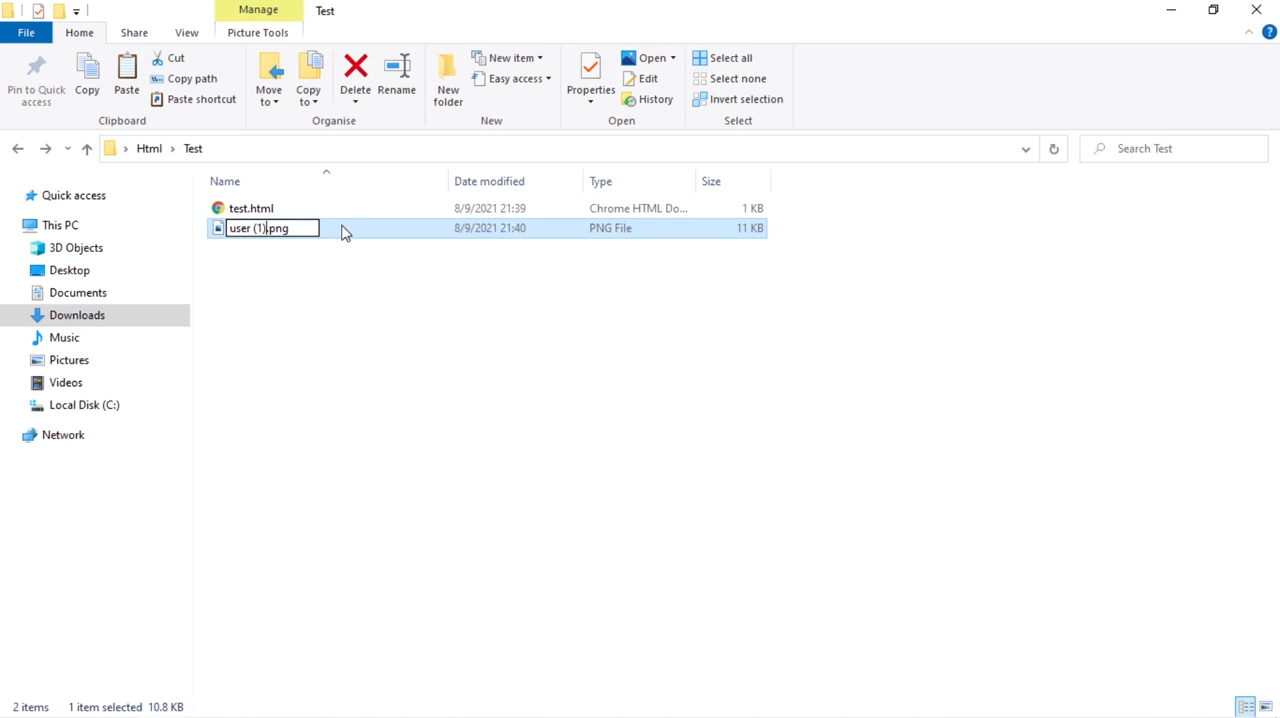 Manage
Test
File
Home
Share
View
Picture Tools
Pin to Quick access
Copy
Paste
Cut
Copy path
Paste shortcut
Clipboard
Move to
Copy to
Delete
Rename
Organise
New folder
New item
Easy access
New
Properties
Open
Edit
History
Open
Select all
Select none
Invert selection
Select
Html
Test
Search Test
Name
Date modified
Type
Size
test.html
8/9/2021 21:39
Chrome HTML Do...
1 KB
user (1).png
8/9/2021 21:40
PNG File
11 KB
Quick access
This PC
3D Objects
Desktop
Documents
Downloads
Music
Pictures
Videos
Local Disk (C:)
Network
2 items
1 item selected 10.8 KB